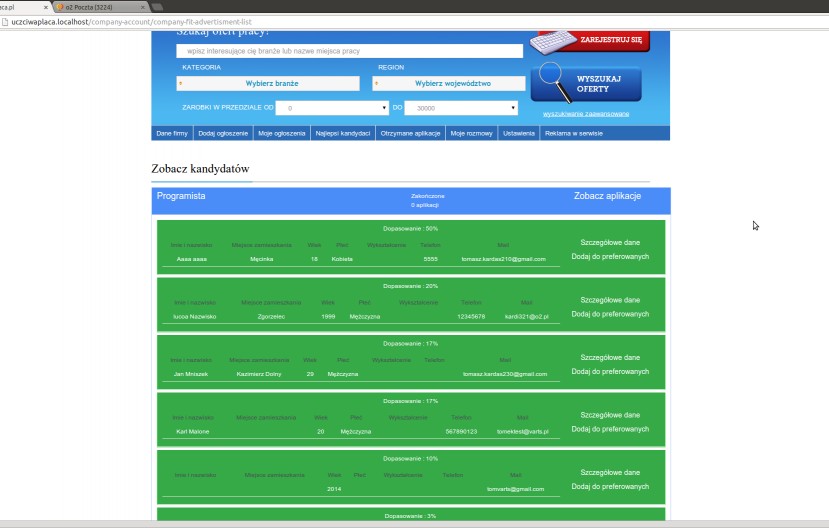 aca.pl × o2 Poczta (3224) ×
uczciwaplaca.localhost/company-account/company-fit-advertisment-list
Szukaj ofert pracy!
wpisz interesująca cię branże lub nazwe miejsca pracy
ZAREJESTRUJ SIĘ
KATEGORIA REGION
Wybierz branże Wybierz województwo
WYSZUKAJ
OFERTY
ZAROBKI W PRZEDZIALE OD 0 DO 30000
wyszukiwanie zaawansowane
Dane firmy Dodaj ogłoszenie Moje ogłoszenia Najlepsi kandydaci Otrzymane aplikacje Moje rozmowy Ustawienia Reklama w serwisie
Zobacz kandydatów
Programista Zakończone Zobacz aplikacje
0 aplikacji
Dopasowanie : 50%
Imie i nazwisko Miejsce zamieszkania Wiek Płeć Wykształcenie Telefon Mail Szczegółowe dane
Aaaa aaaa Męcinka 18 Kobieta 5555 tomasz.kardas210@gmail.com Dodaj do preferowanych
Dopasowanie : 20%
Imie i nazwisko Miejsce zamieszkania Wiek Płeć Wykształcenie Telefon Mail Szczegółowe dane
lucoa Nazwisko Zgorzelec 1999 Mężczyzna 12345678 kardi321@o2.pl Dodaj do preferowanych
Dopasowanie : 17%
Imie i nazwisko Miejsce zamieszkania Wiek Płeć Wykształcenie Telefon Mail Szczegółowe dane
Jan Mniszek Kazimierz Dolny 29 Mężczyzna tomasz.kardas230@gmail.com Dodaj do preferowanych
Dopasowanie : 17%
Imie i nazwisko Miejsce zamieszkania Wiek Płeć Wykształcenie Telefon Mail Szczegółowe dane
Karl Malone 20 Mężczyzna 567890123 tomektest@varts.pl Dodaj do preferowanych
Dopasowanie : 10%
Imie i nazwisko Miejsce zamieszkania Wiek Płeć Wykształcenie Telefon Mail Szczegółowe dane
2014 tomvarts@gmail.com Dodaj do preferowanych
Dopasowanie : 3%